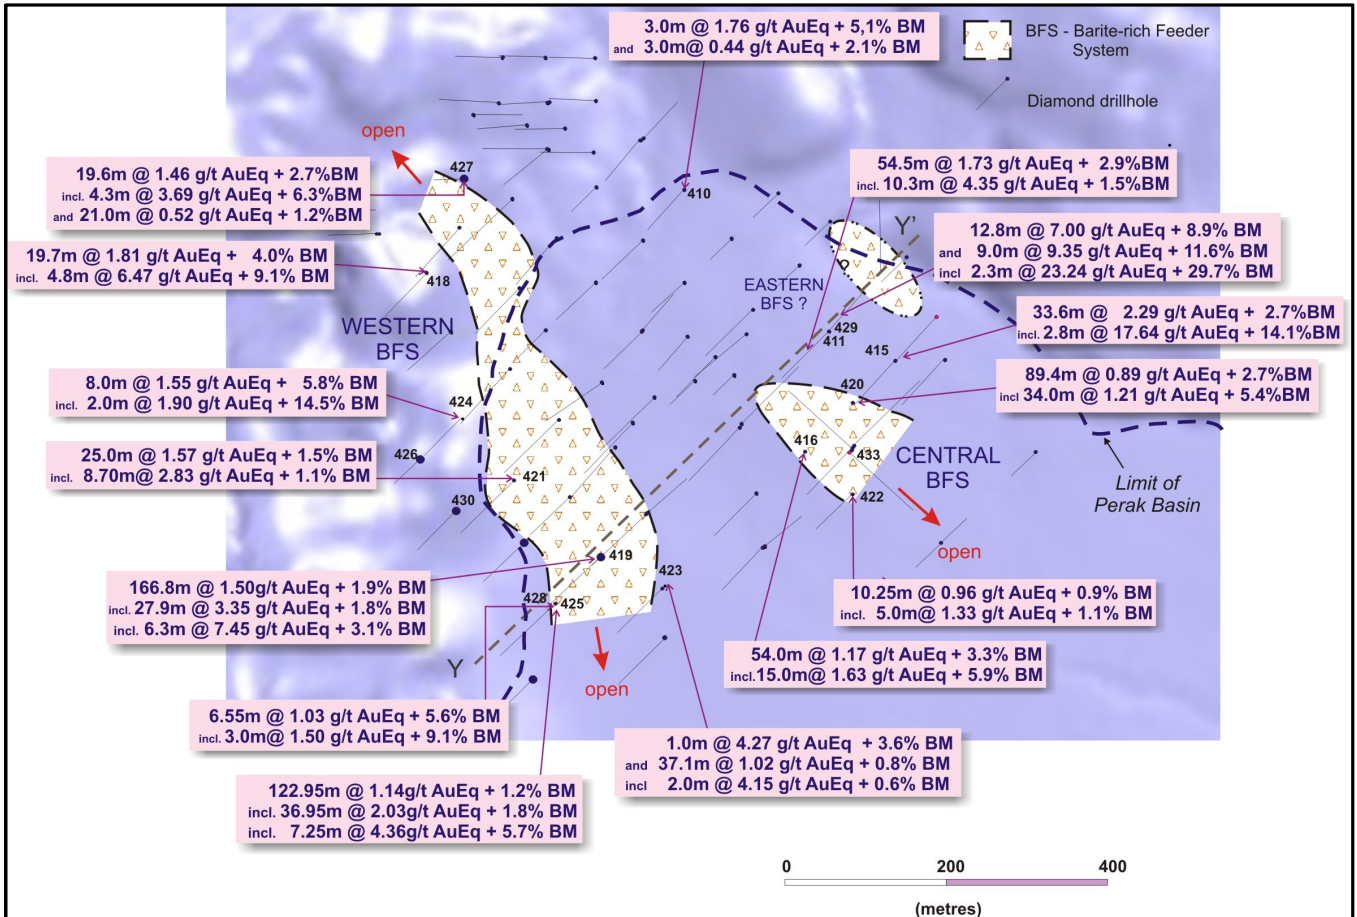 3.0m @ 1.76 g/t AuEq + 5,1% BM
and 3.0m@ 0.44 g/t AuEq + 2.1% BM
BFS - Barite-rich Feeder
System
Diamond drillhole
open
427
19.6m @ 1.46 g/t AuEq + 2.7%BM
incl. 4.3m @ 3.69 g/t AuEq + 6.3%BM
and 21.0m @ 0.52 g/t AuEq + 1.2%BM
410
54.5m @ 1.73 g/t AuEq + 2.9%BM
incl. 10.3m @ 4.35 g/t AuEq + 1.5%BM
Y'
12.8m @ 7.00 g/t AuEq + 8.9% BM
and 9.0m @ 9.35 g/t AuEq + 11.6% BM
incl 2.3m @ 23.24 g/t AuEq + 29.7% BM
19.7m @ 1.81 g/t AuEq + 4.0% BM
incl. 4.8m @ 6.47 g/t AuEq + 9.1% BM
418
?
EASTERN
BFS ?
WESTERN
BFS
429
411
415
33.6m @ 2.29 g/t AuEq + 2.7% BM
incl. 2.8m @ 17.64 g/t AuEq + 14.1%BM
8.0m @ 1.55 g/t AuEq + 5.8% BM
incl. 2.0m @ 1.90 g/t AuEq + 14.5% BM
424
420
89.4m @ 0.89 g/t AuEq + 2.7%BM
incl 34.0m @ 1.21 g/t AuEq + 5.4%BM
25.0m @ 1.57 g/t AuEq + 1.5% BM
incl. 8.70m@ 2.83 g/t AuEq + 1.1% BM
426
421
416
433
CENTRAL
BFS
422
Limit of
Perak Basin
430
open
419
423
166.8m @ 1.50g/t AuEq + 1.9% BM
incl. 27.9m @ 3.35 g/t AuEq + 1.8% BM
incl. 6.3m @ 7.45 g/t AuEq + 3.1% BM
428
425
10.25m @ 0.96 g/t AuEq + 0.9% BM
incl. 5.0m@ 1.33 g/t AuEq + 1.1% BM
Y
54.0m @ 1.17 g/t AuEq + 3.3% BM
incl.15.0m@ 1.63 g/t AuEq + 5.9% BM
open
6.55m @ 1.03 g/t AuEq + 5.6% BM
incl. 3.0m@ 1.50 g/t AuEq + 9.1% BM
1.0m @ 4.27 g/t AuEq + 3.6% BM
and 37.1m @ 1.02 g/t AuEq + 0.8% BM
incl 2.0m @ 4.15 g/t AuEq + 0.6% BM
122.95m @ 1.14g/t AuEq + 1.2% BM
incl. 36.95m @ 2.03g/t AuEq + 1.8% BM
incl. 7.25m @ 4.36g/t AuEq + 5.7% BM
0 200 400
(metres)